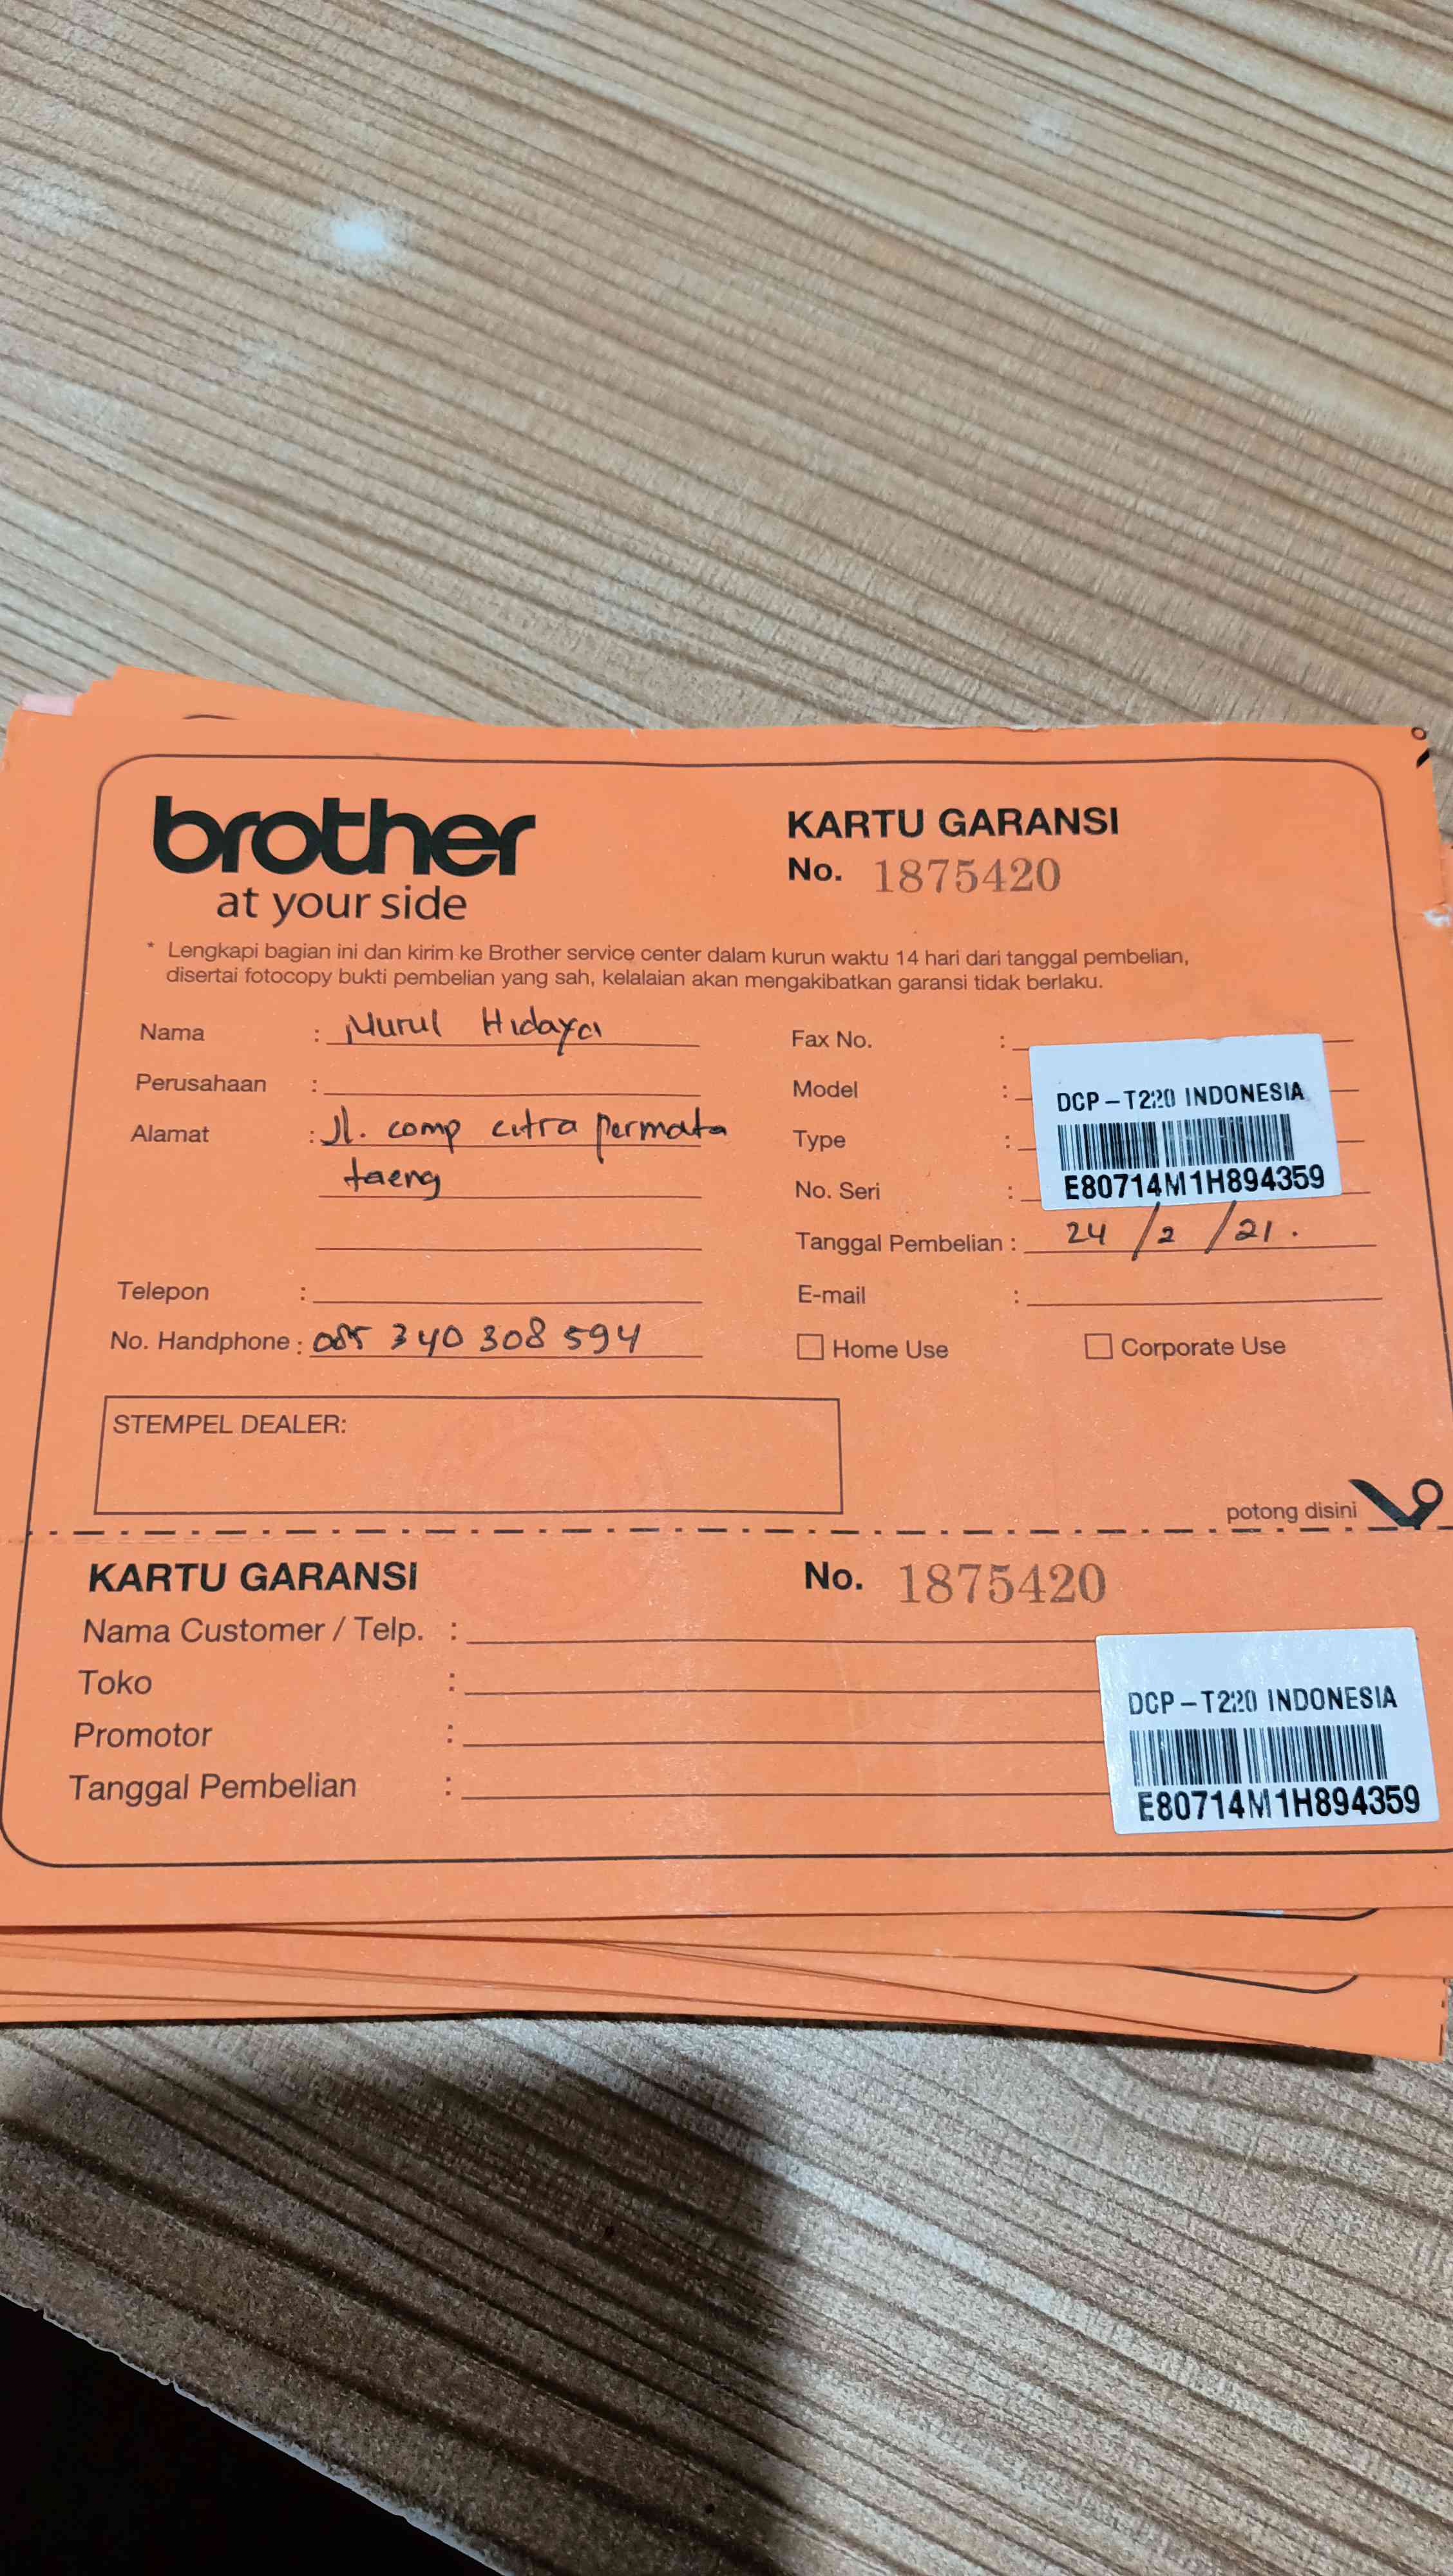 brother
at your side
KARTU GARANSI
No. 1875420
* Lengkapi bagian ini dan kirim ke Brother service center dalam kurun waktu 14 hari dari tanggal pembelian,
disertai fotocopy bukti pembelian yang sah, kelalaian akan mengakibatkan garansi tidak berlaku.
Nama : Nurul Hidaya
Perusahaan :
Alamat : Jl. comp citra permata
taeng
Telepon :
No. Handphone : 085 340 308 594
Fax No. :
Model :
Type :
No. Seri :
DCP-T220 INDONESIA
E80714M1H894359
Tanggal Pembelian : 24 / 2 / 21.
E-mail :
Home Use
Corporate Use
STEMPEL DEALER:
potong disini
KARTU GARANSI
No. 1875420
Nama Customer / Telp. :
Toko :
Promotor :
Tanggal Pembelian :
DCP-T220 INDONESIA
E80714M1H894359